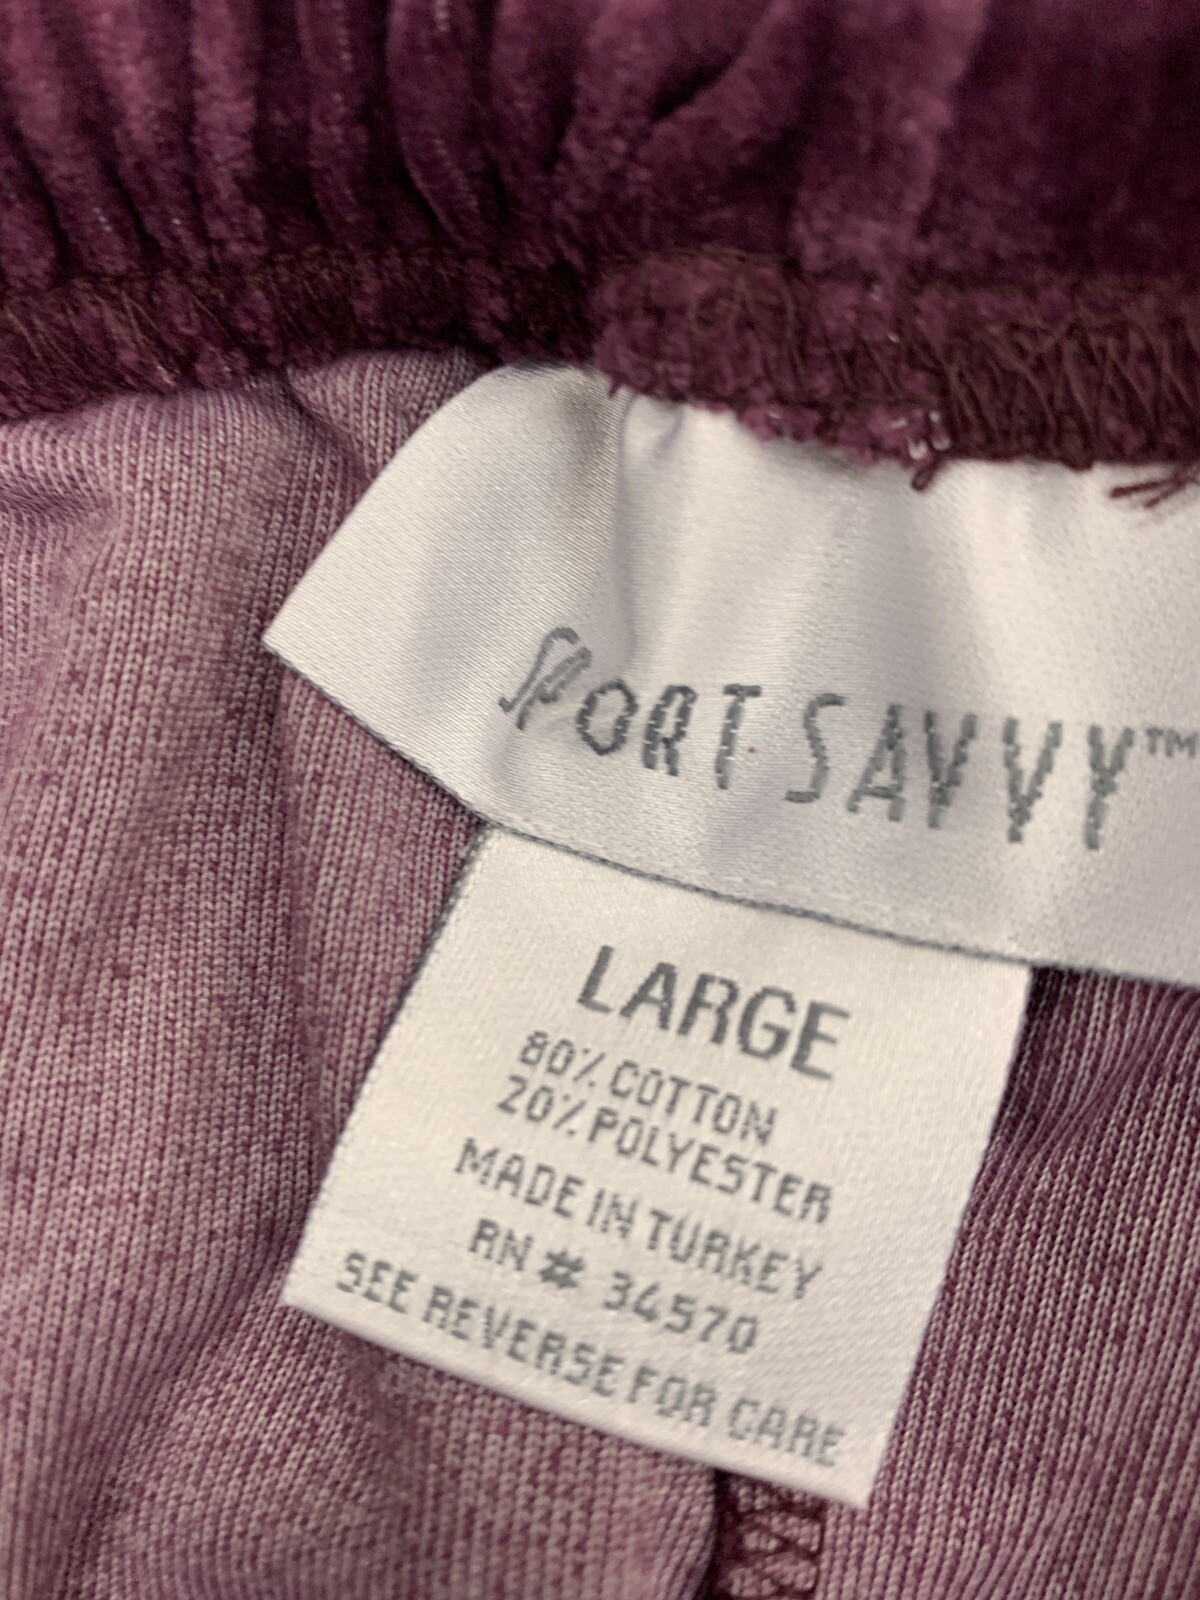 SPORT SAVVY™
LARGE
80% COTTON
20% POLYESTER
MADE IN TURKEY
RN # 34570
SEE REVERSE FOR CARE